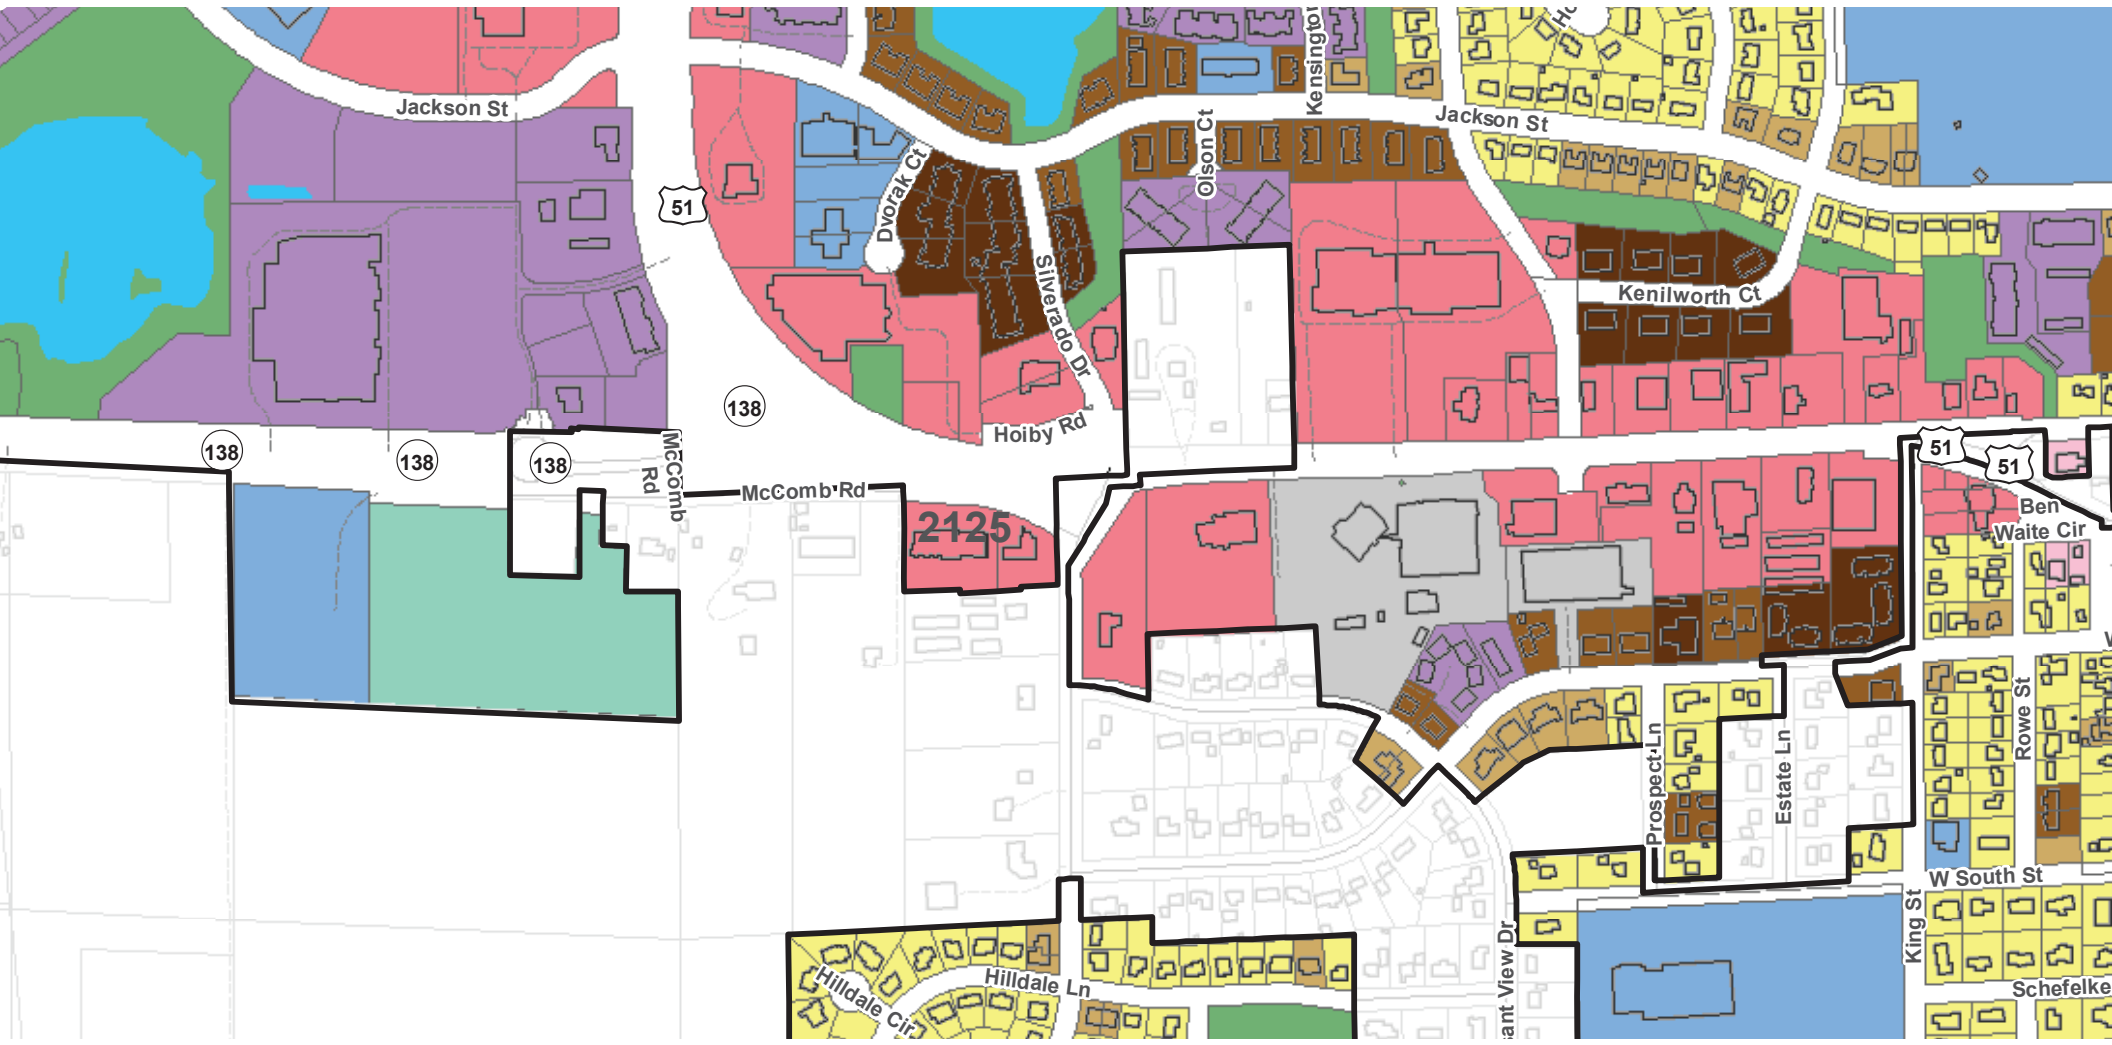 Ho
Kensington
Jackson St
Jackson St
Olson Ct
Dvorak Ct
51
Silverado Dr
Kenilworth Ct
138
Hoiby Rd
138
138
138
McComb
Rd
McComb Rd
51
51
2125
Ben
Waite Cir
Rowe St
Prospect Ln
Estate Ln
W South St
King St
Hilldale Ln
Hilldale Cir
sant View Dr
Schefelke